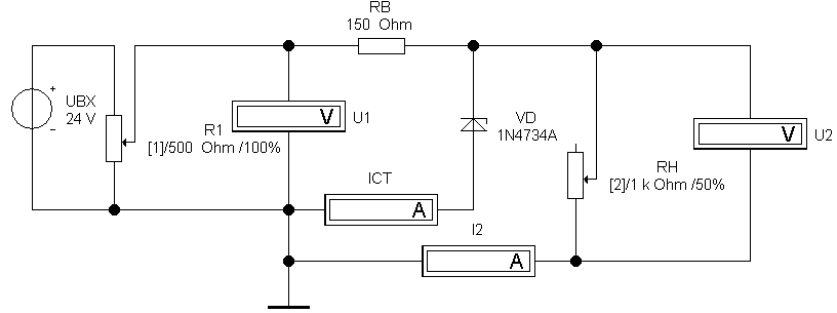 RB
150 Ohm
UBX
24 V
+
-
R1
[1]/500 Ohm /100%
V
U1
VD
1N4734A
V
U2
ICT
A
RH
[2]/1 k Ohm /50%
I2
A